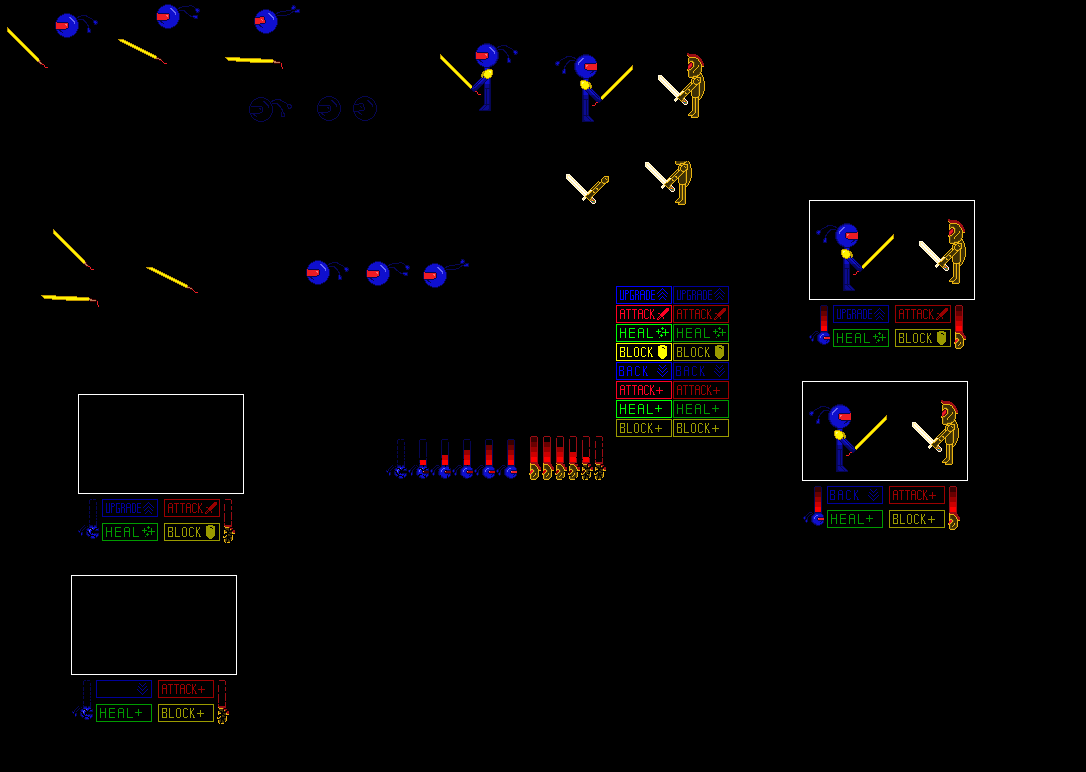 UPGRADE UPGRADE
ATTACK ATTACK
HEAL HEAL
BLOCK BLOCK
BACK BACK
ATTACK+ ATTACK+
HEAL+ HEAL+
BLOCK+ BLOCK+
UPGRADE ATTACK
HEAL BLOCK
BACK ATTACK+
HEAL+ BLOCK+
UPGRADE ATTACK
HEAL BLOCK
ATTACK+
HEAL+ BLOCK+